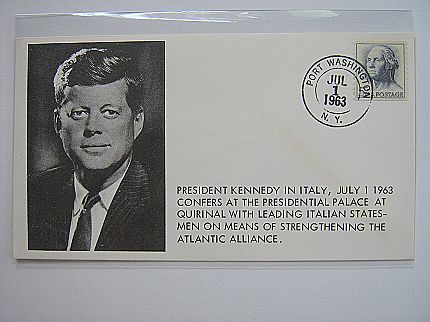 PORT WASHINGTON
JUL
1
1963
N.Y.
POSTAGE
PRESIDENT KENNEDY IN ITALY, JULY 1 1963
CONFERS AT THE PRESIDENTIAL PALACE AT
QUIRINAL WITH LEADING ITALIAN STATES-
MEN ON MEANS OF STRENGTHENING THE
ATLANTIC ALLIANCE.